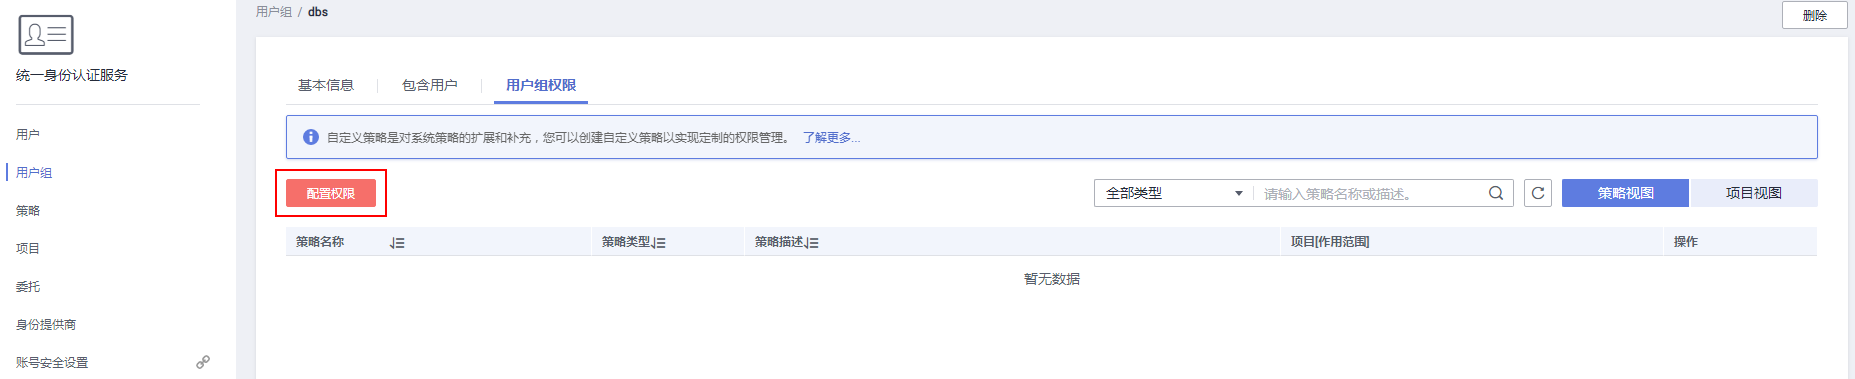 用户组 / dbs
删除
统一身份认证服务
用户
用户组
策略
项目
委托
身份提供商
账号安全设置
基本信息 包含用户 用户组权限
自定义策略是对系统策略的扩展和补充，您可以创建自定义策略以实现定制的权限管理。 了解更多...
配置权限 全部类型 请输入策略名称或描述。 策略视图 项目视图
策略名称 策略类型 策略描述 项目[作用范围] 操作
暂无数据